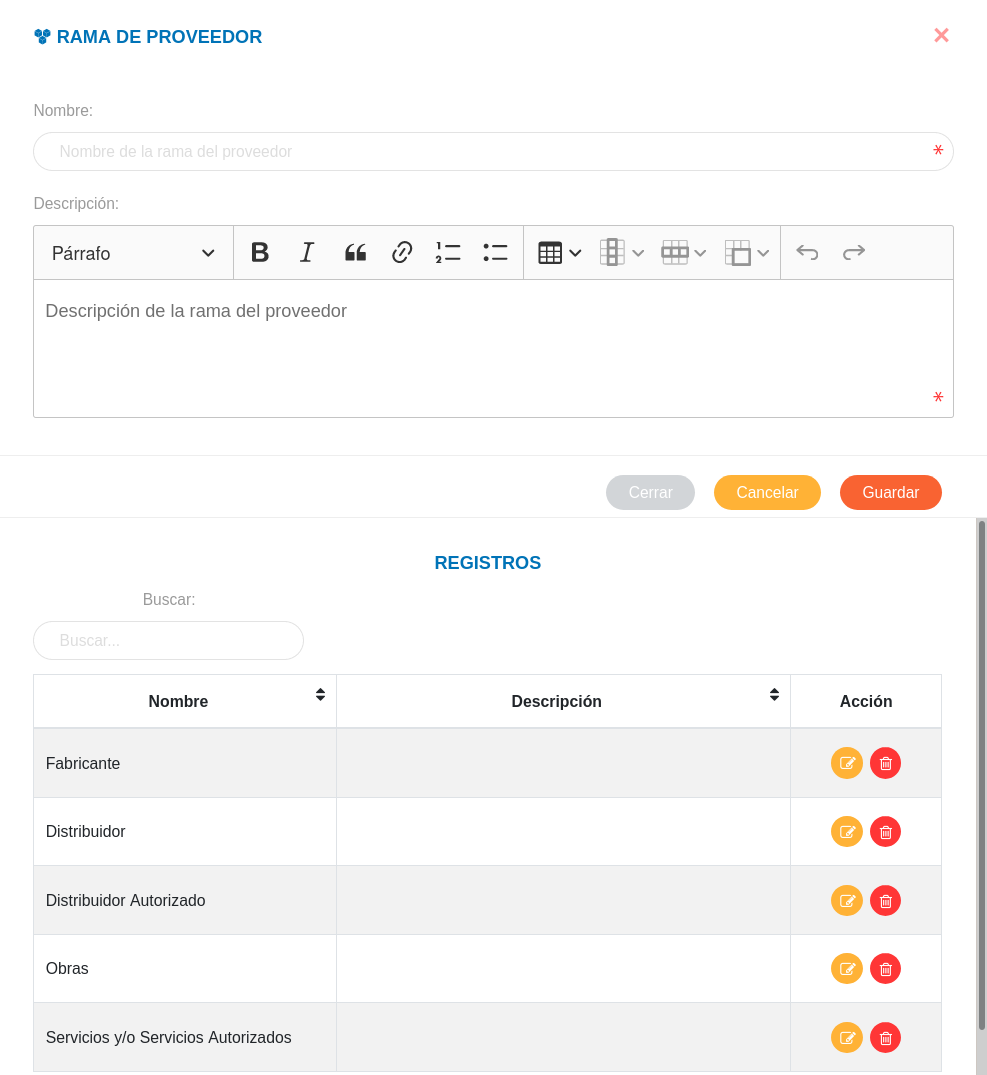 RAMA DE PROVEEDOR
Nombre:
Nombre de la rama del proveedor
Descripción:
Párrafo
Descripción de la rama del proveedor
Cerrar Cancelar Guardar
REGISTROS
Buscar:
Buscar...
Nombre Descripción Acción
Fabricante
Distribuidor
Distribuidor Autorizado
Obras
Servicios y/o Servicios Autorizados